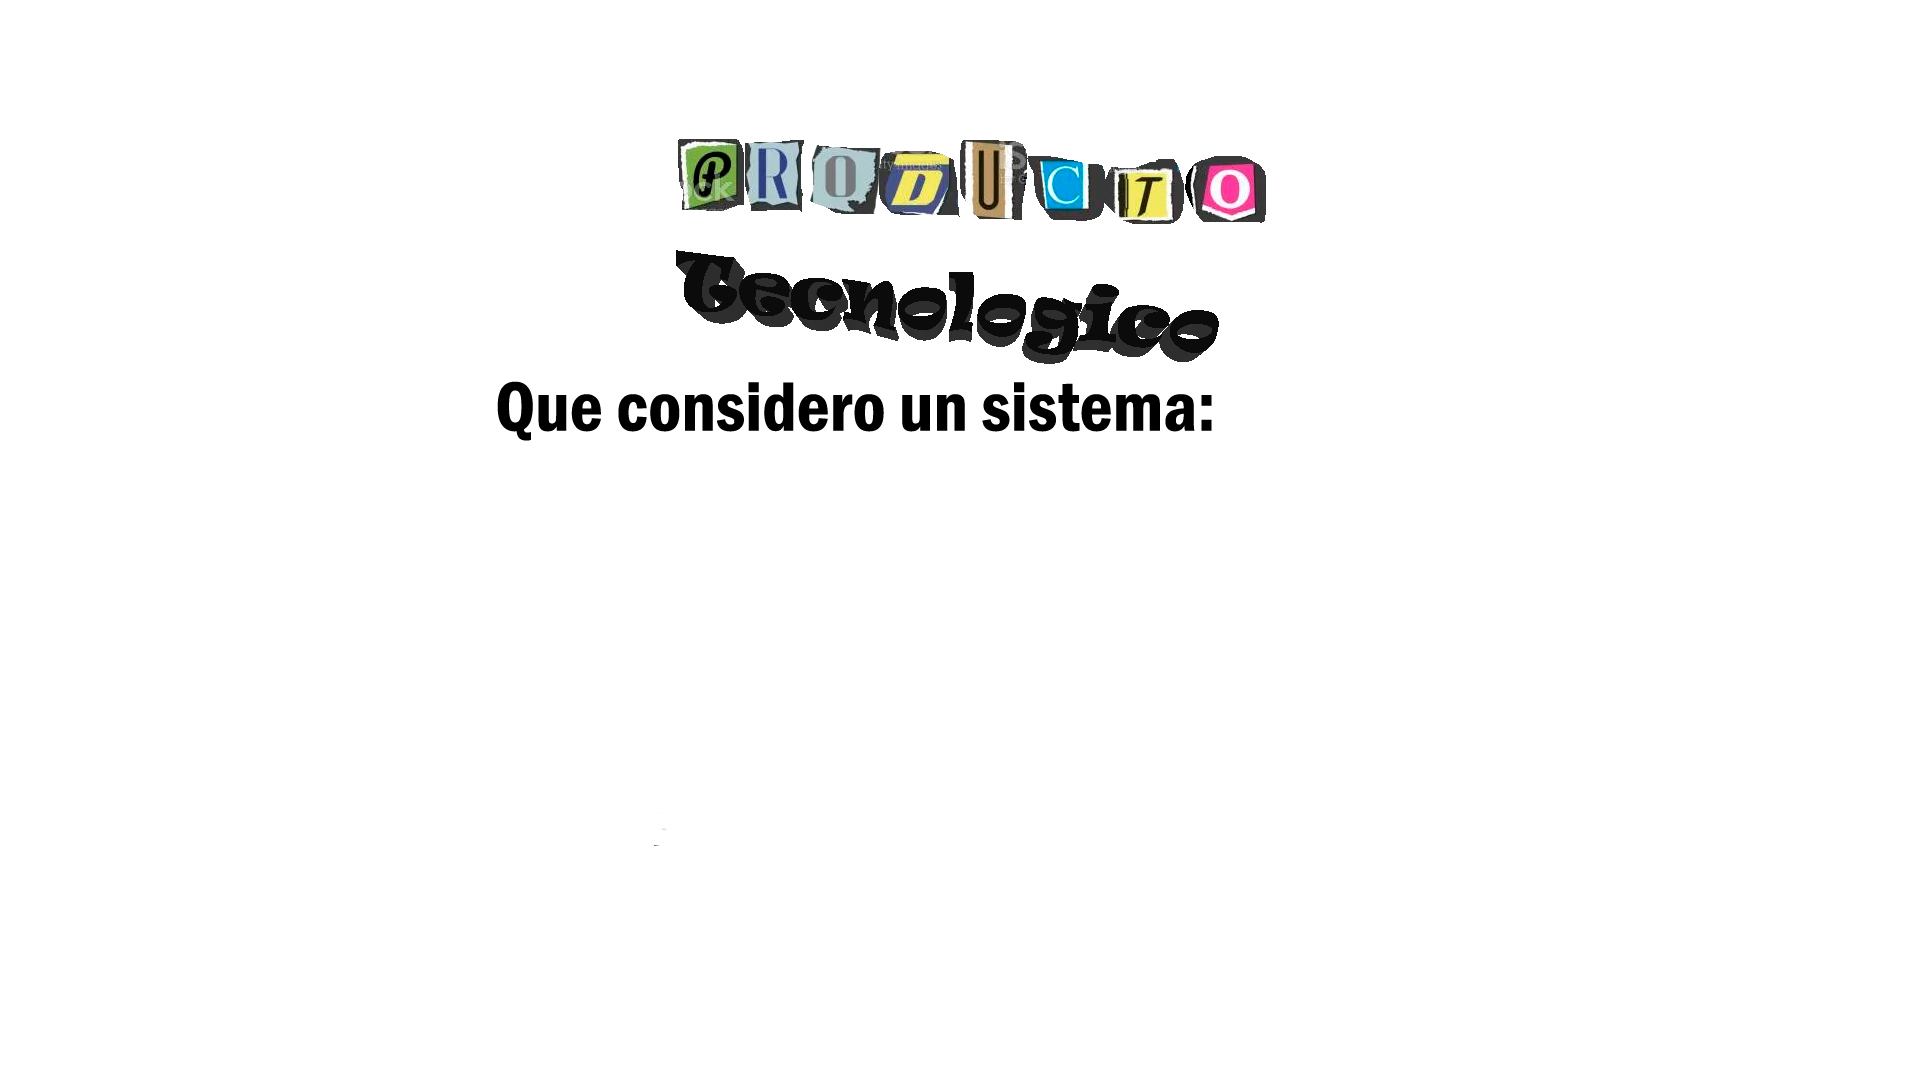 PRODUCTO
Tecnologico
Que considero un sistema: